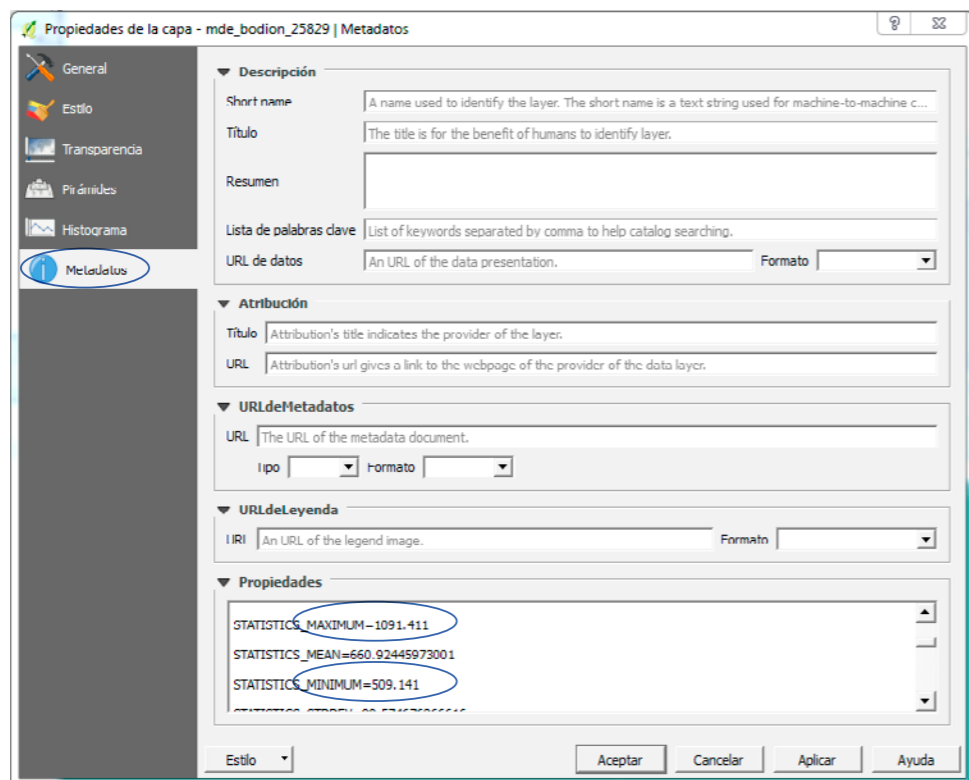 Propiedades de la capa - mde_bodion_25829 | Metadatos
General
Estilo
Transparencia
Pirámides
Histograma
Metadatos
Descripción
Short name A name used to identify the layer. The short name is a text string used for machine-to-machine c...
Título The title is for the benefit of humans to identify layer.
Resumen
Lista de palabras clave List of keywords separated by comma to help catalog searching.
URL de datos An URL of the data presentation. Formato
Atribución
Título Attribution's title indicates the provider of the layer.
URL Attribution's url gives a link to the webpage of the provider of the data layer.
URLdeMetadatos
URL The URL of the metadata document.
Tipo Formato
URLdeLeyenda
URL An URL of the legend image. Formato
Propiedades
STATISTICS_MAXIMUM=1091.411
STATISTICS_MEAN=660.92445973001
STATISTICS_MINIMUM=509.141
Estilo Aceptar Cancelar Aplicar Ayuda